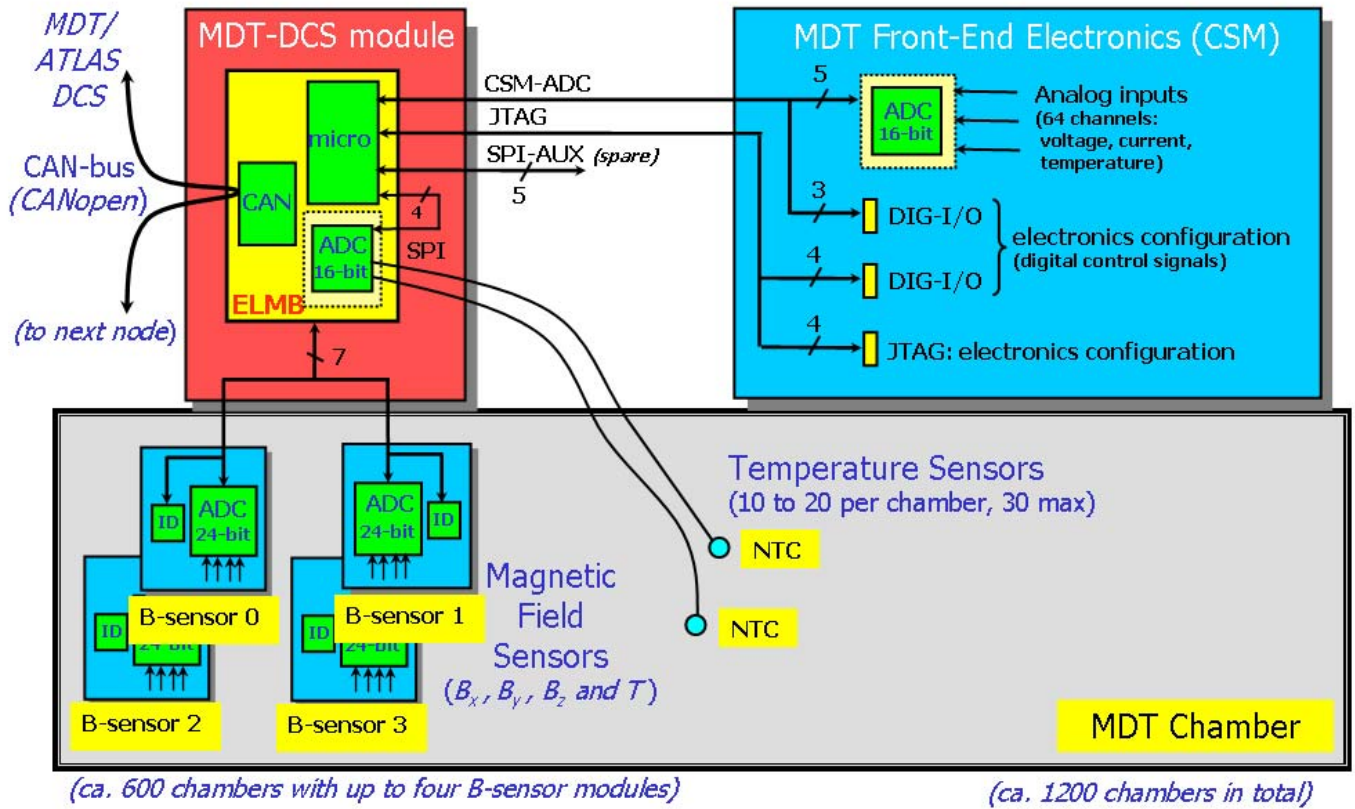 MDT/
ATLAS
DCS
CAN-bus
(CANopen)
(to next node)
MDT-DCS module
micro
CAN
ADC
16-bit
ELMB
SPI
4
7
CSM-ADC
JTAG
SPI-AUX (spare)
5
MDT Front-End Electronics (CSM)
5
ADC
16-bit
Analog inputs
(64 channels:
voltage, current,
temperature)
3
DIG-I/O
4
DIG-I/O
electronics configuration
(digital control signals)
4
JTAG: electronics configuration
ID
ADC
24-bit
B-sensor 0
ADC
24-bit
ID
B-sensor 1
ID
24-bit
B-sensor 2
ID
24-bit
B-sensor 3
Magnetic
Field
Sensors
(Bx, By, Bz and T)
Temperature Sensors
(10 to 20 per chamber, 30 max)
NTC
NTC
MDT Chamber
(ca. 600 chambers with up to four B-sensor modules)
(ca. 1200 chambers in total)